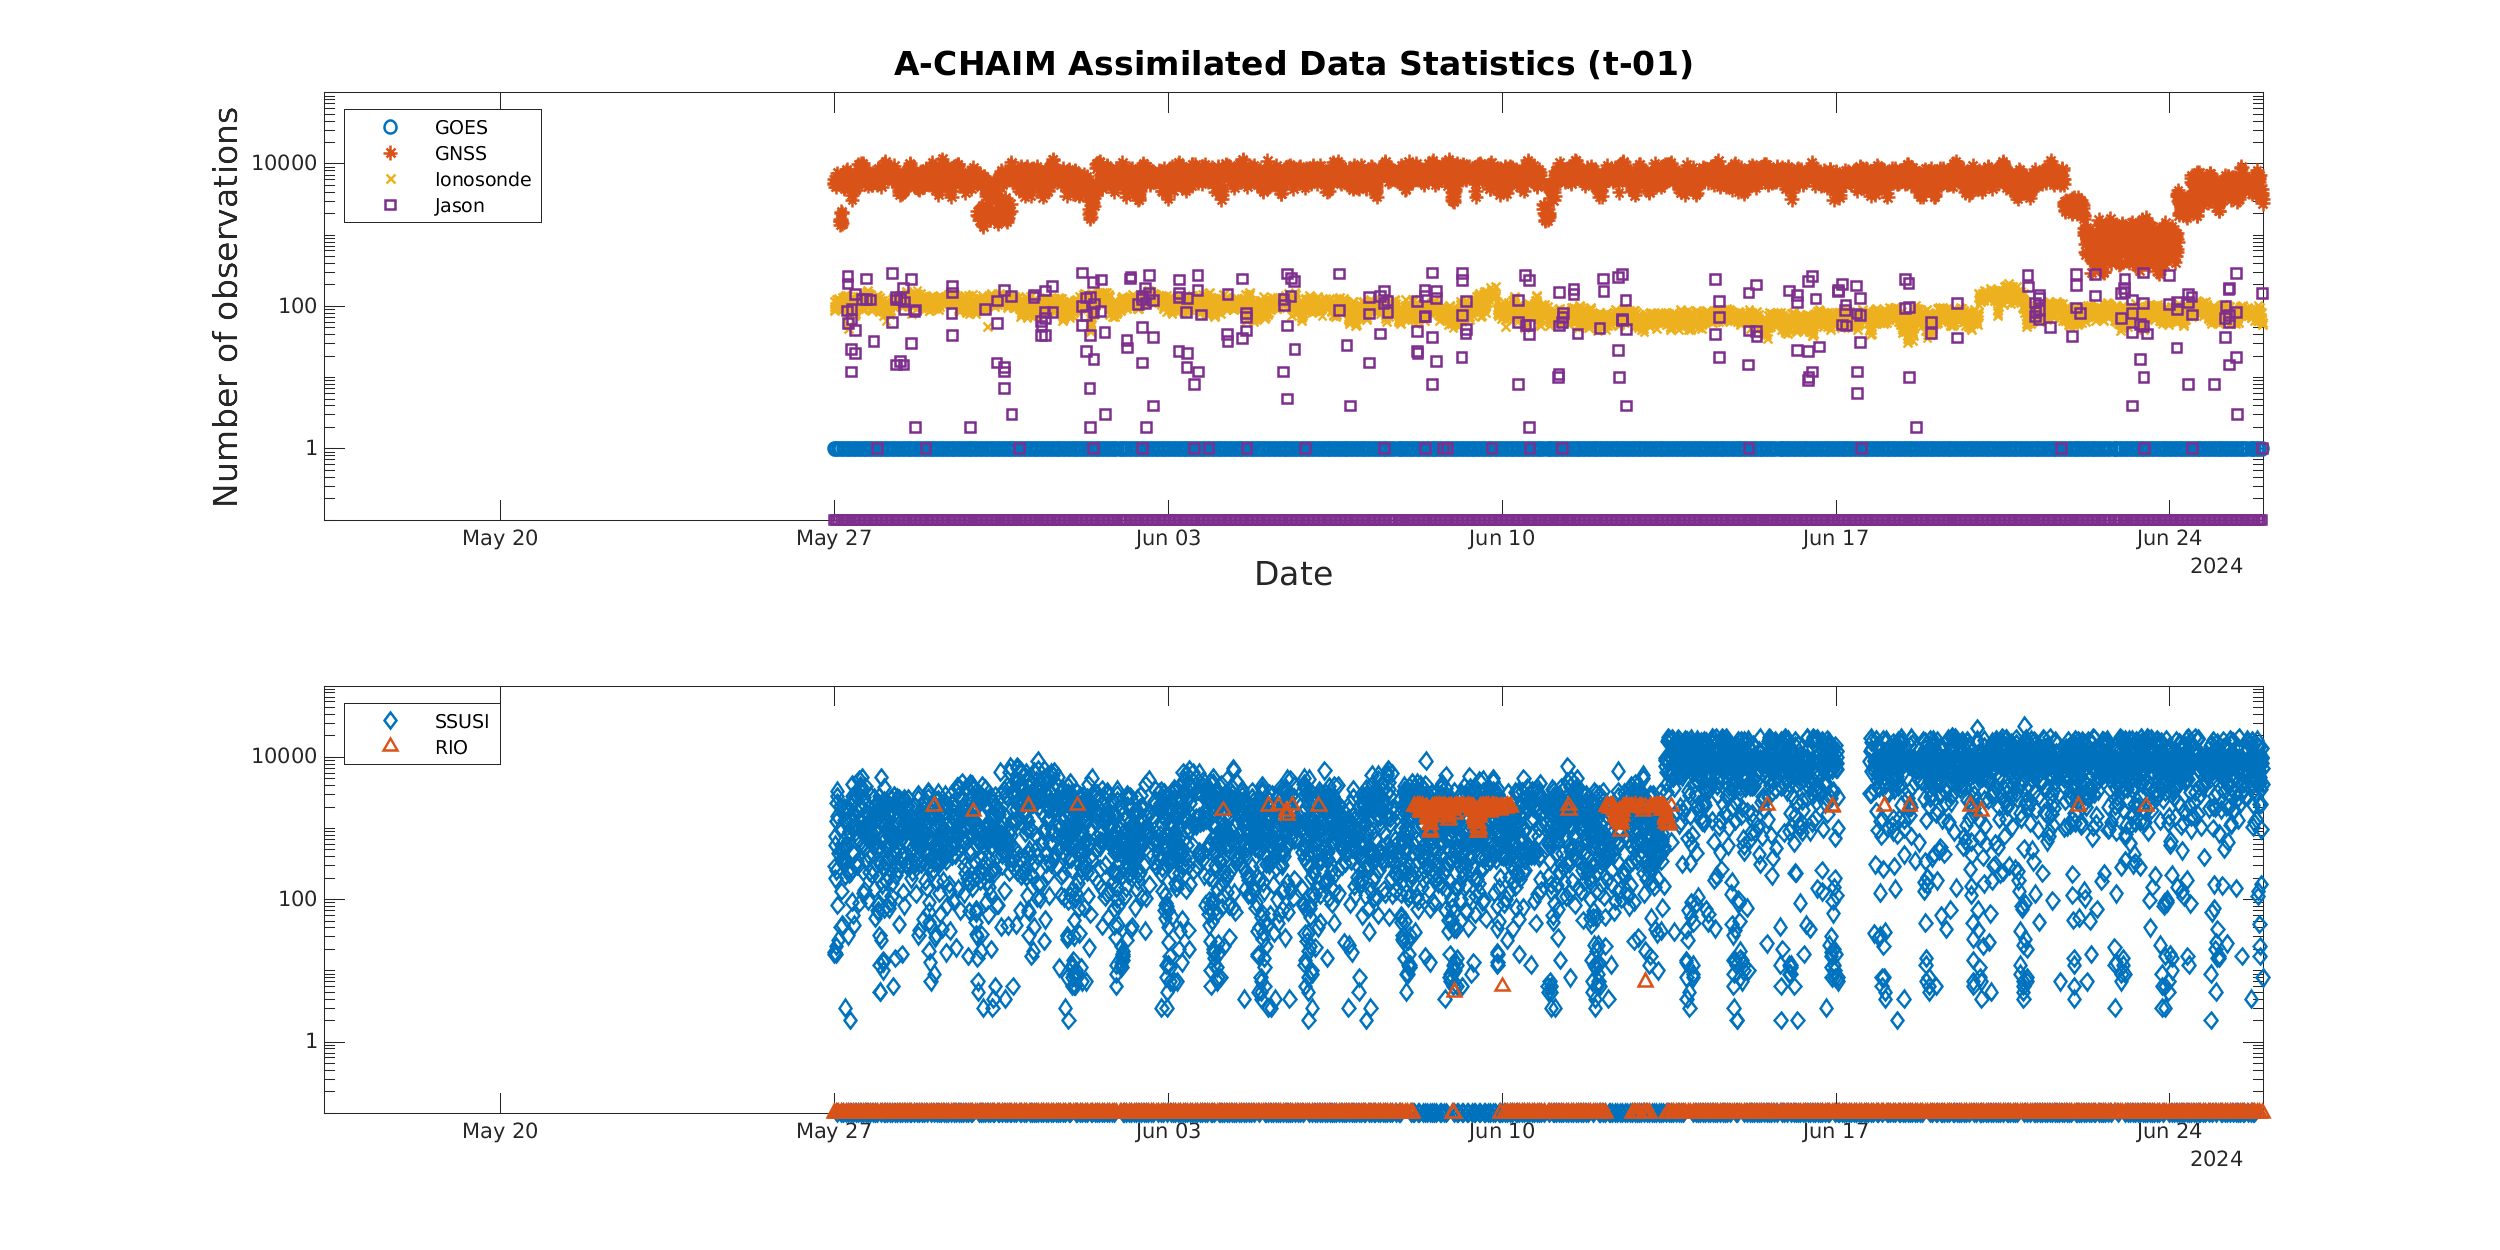 A-CHAIM Assimilated Data Statistics (t-01)
Number of observations
10000
100
1
GOES
GNSS
Ionosonde
Jason
May 20
May 27
Jun 03
Jun 10
Jun 17
Jun 24
2024
Date
10000
100
1
SSUSI
RIO
May 20
May 27
Jun 03
Jun 10
Jun 17
Jun 24
2024